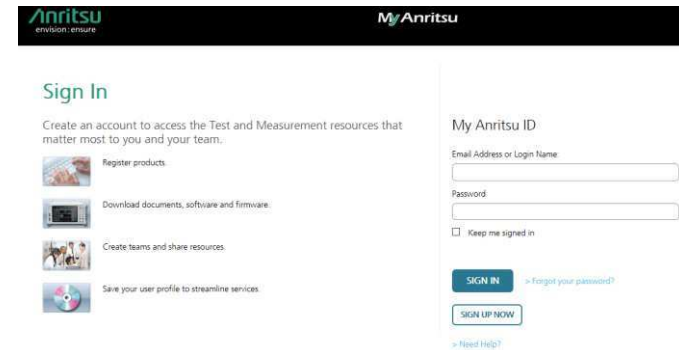 Anritsu
envision : ensure
MyAnritsu
Sign In
Create an account to access the Test and Measurement resources that
matter most to you and your team.
Register products.
Download documents, software and firmware.
Create teams and share resources.
Save your user profile to streamline services.
My Anritsu ID
Email Address or Login Name
Password
Keep me signed in
SIGN IN
» Forgot your password?
SIGN UP NOW
» Need Help?